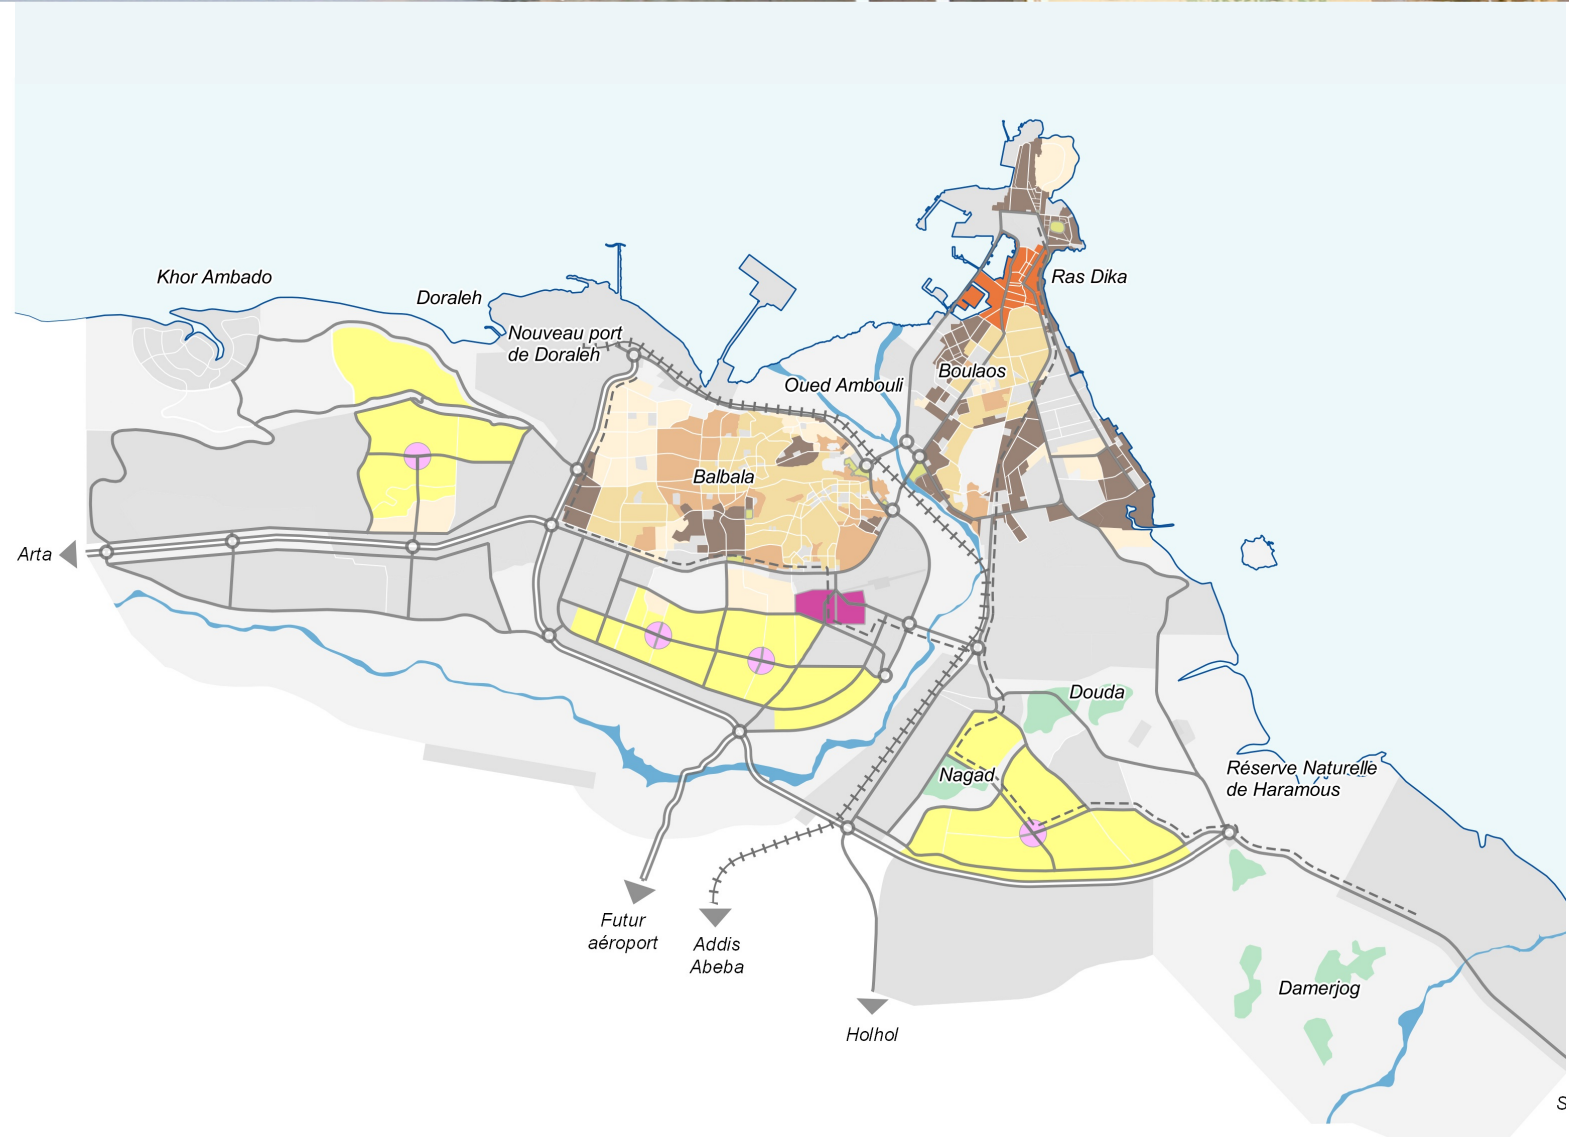 Khor Ambado
Doraleh
Ras Dika
Nouveau port
de Doraleh
Boulaos
Oued Ambouli
Balbala
Arta
Douda
Nagad
Réserve Naturelle
de Haramous
Futur
aéroport
Addis
Abeba
Damerjog
Holhol
S